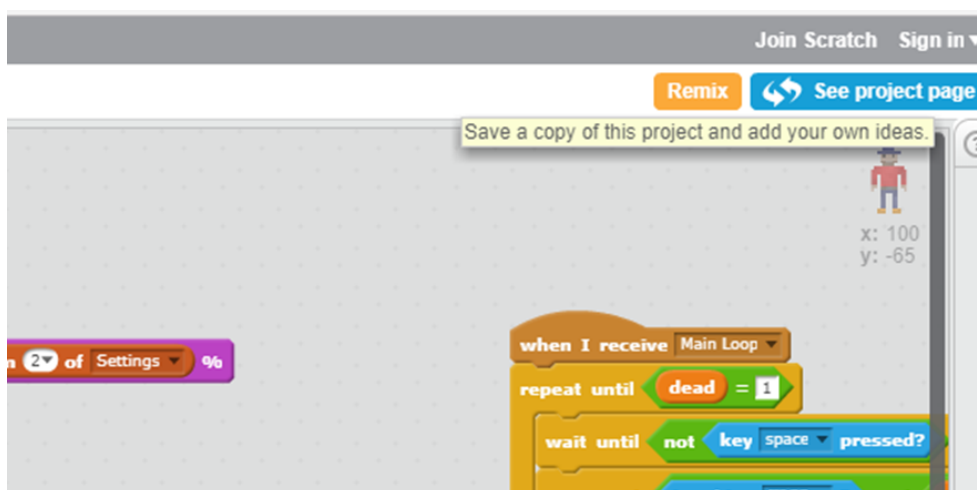 Join Scratch Sign in
Remix See project page
Save a copy of this project and add your own ideas.
x: 100
y: -65
when I receive Main Loop
2 of Settings %
repeat until dead = 1
wait until not key space pressed?